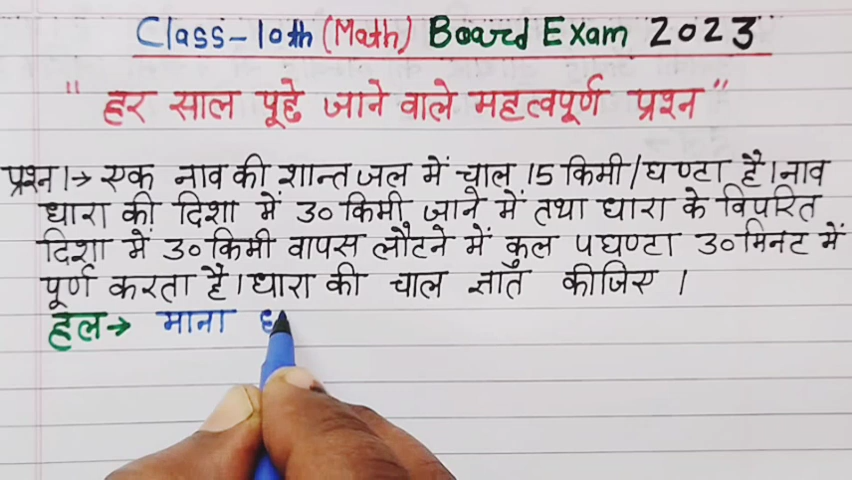 Class-10th (Math) Board Exam 2023
"हर साल पूछे जाने वाले महत्वपूर्ण प्रश्न"
प्रश्न।→ एक नाव की शान्त जल में चाल 15 किमी/घण्टा है। नाव
धारा की दिशा में 30 किमी जाने में तथा धारा के विपरित
दिशा में 30 किमी वापस लौटने में कुल 4 घण्टा 30 मिनट में
पूर्ण करता है। धारा की चाल ज्ञात कीजिए ।
हल→ माना